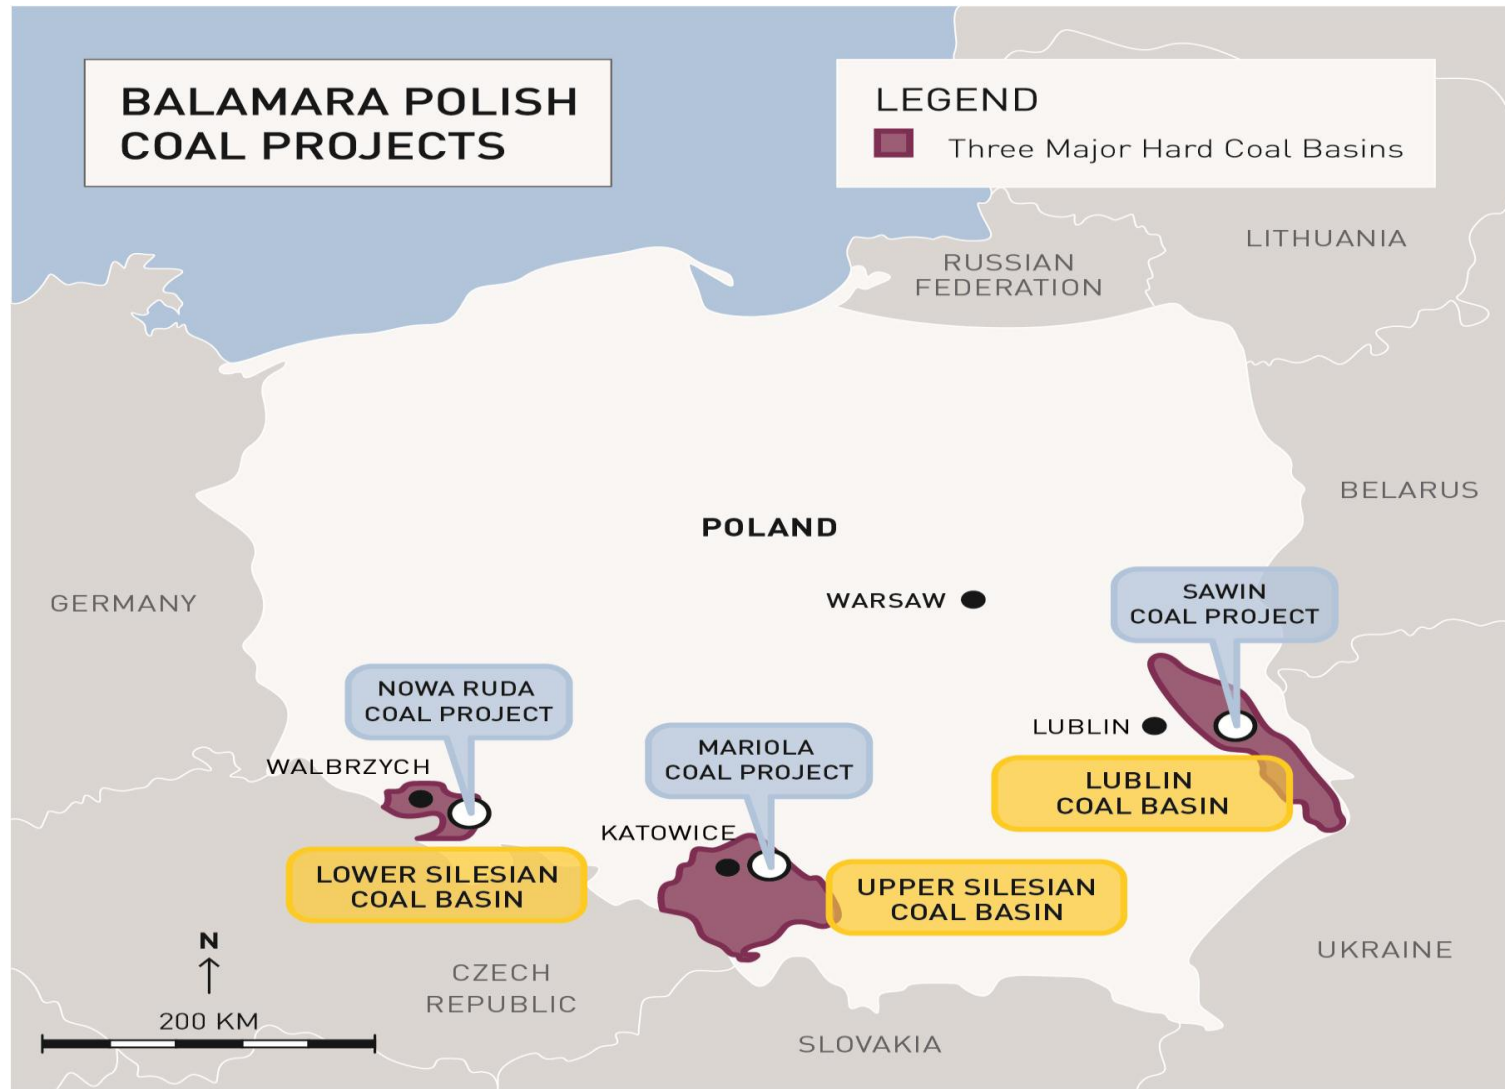 BALAMARA POLISH
COAL PROJECTS
LEGEND
Three Major Hard Coal Basins
LITHUANIA
RUSSIAN
FEDERATION
BELARUS
POLAND
GERMANY
WARSAW
SAWIN
COAL PROJECT
NOWA RUDA
COAL PROJECT
LUBLIN
MARIOLA
COAL PROJECT
WALBRZYCH
LUBLIN
COAL BASIN
KATOWICE
LOWER SILESIAN
COAL BASIN
UPPER SILESIAN
COAL BASIN
N
UKRAINE
CZECH
REPUBLIC
200 KM
SLOVAKIA